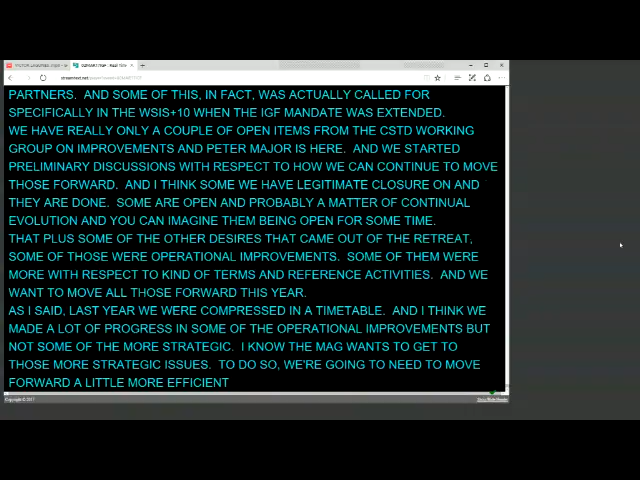 PARTNERS.  AND SOME OF THIS, IN FACT, WAS ACTUALLY CALLED FOR
SPECIFICALLY IN THE WSIS+10 WHEN THE IGF MANDATE WAS EXTENDED.
WE HAVE REALLY ONLY A COUPLE OF OPEN ITEMS FROM THE CSTD WORKING
GROUP ON IMPROVEMENTS AND PETER MAJOR IS HERE.  AND WE STARTED
PRELIMINARY DISCUSSIONS WITH RESPECT TO HOW WE CAN CONTINUE TO MOVE
THOSE FORWARD.  AND I THINK SOME WE HAVE LEGITIMATE CLOSURE ON AND
THEY ARE DONE.  SOME ARE OPEN AND PROBABLY A MATTER OF CONTINUAL
EVOLUTION AND YOU CAN IMAGINE THEM BEING OPEN FOR SOME TIME.
THAT PLUS SOME OF THE OTHER DESIRES THAT CAME OUT OF THE RETREAT,
SOME OF THOSE WERE OPERATIONAL IMPROVEMENTS.  SOME OF THEM WERE
MORE WITH RESPECT TO KIND OF TERMS AND REFERENCE ACTIVITIES.  AND WE
WANT TO MOVE ALL THOSE FORWARD THIS YEAR.
AS I SAID, LAST YEAR WE WERE COMPRESSED IN A TIMETABLE.  AND I THINK WE
MADE A LOT OF PROGRESS IN SOME OF THE OPERATIONAL IMPROVEMENTS BUT
NOT SOME OF THE MORE STRATEGIC.  I KNOW THE MAG WANTS TO GET TO
THOSE MORE STRATEGIC ISSUES.  TO DO SO, WE'RE GOING TO NEED TO MOVE
FORWARD A LITTLE MORE EFFICIENT
Copyright © 2017